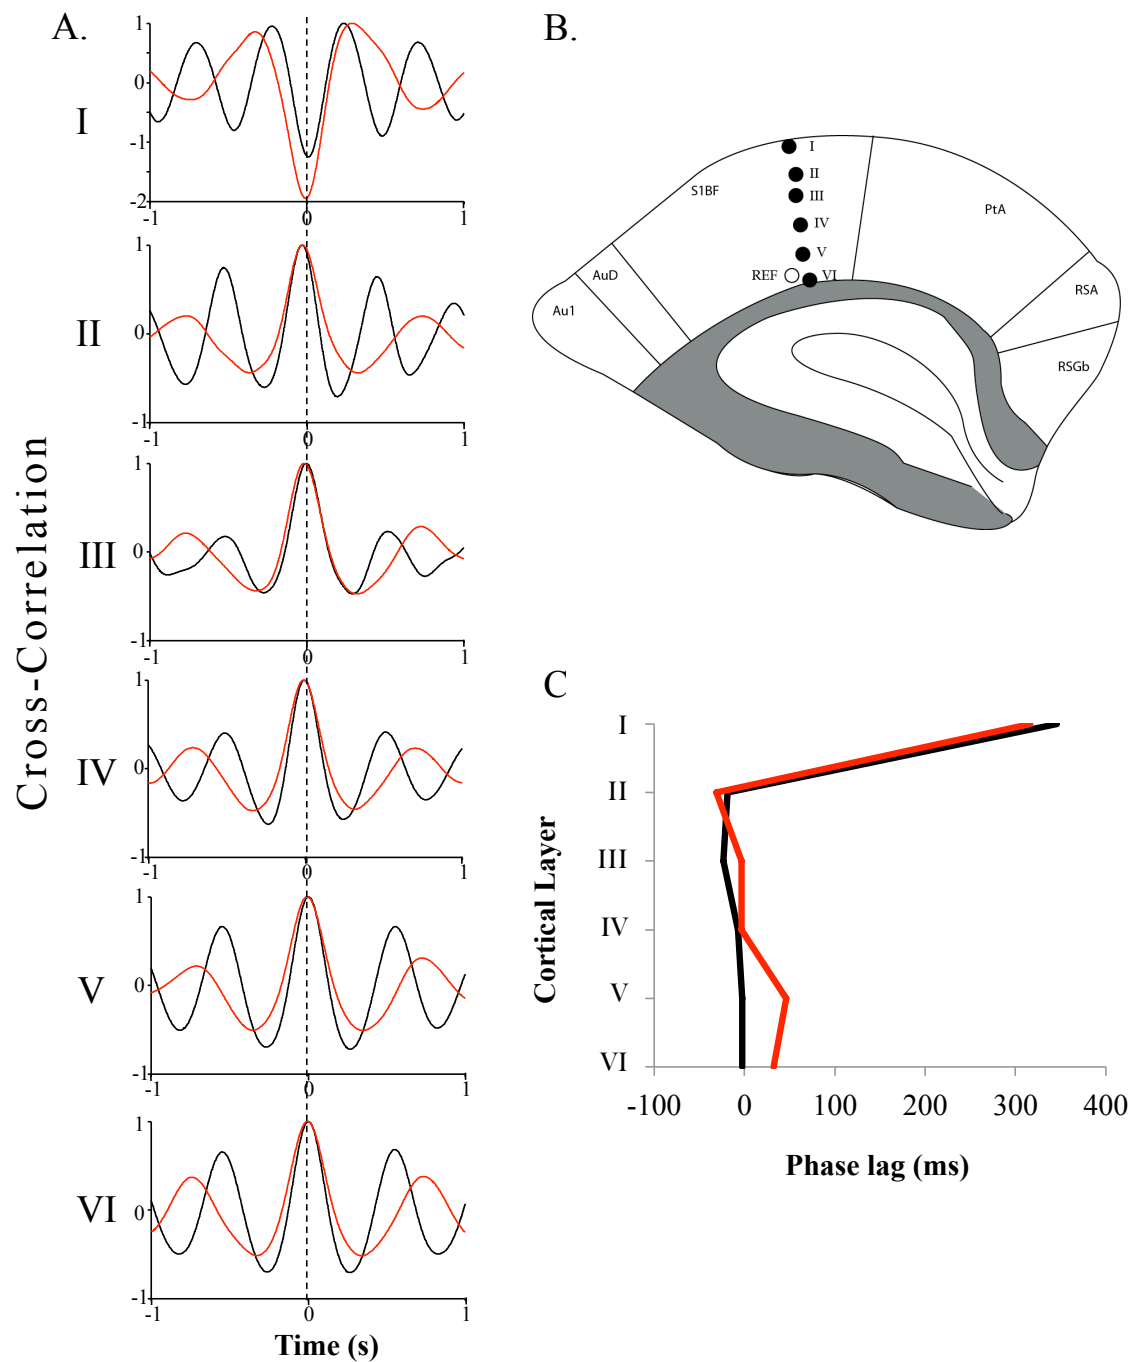 A.
Cross-Correlation
I
1
0
-1
-2
-1
0
1
II
1
0
-1
-1
0
1
III
1
0
-1
-1
0
1
IV
1
0
-1
-1
0
1
V
1
0
-1
-1
0
1
VI
1
0
-1
-1
0
1
Time (s)
B.
I
II
III
IV
V
VI
REF
S1BF
AuD
Au1
PtA
RSA
RSGb
C
Cortical Layer
I
II
III
IV
V
VI
-100 0 100 200 300 400
Phase lag (ms)